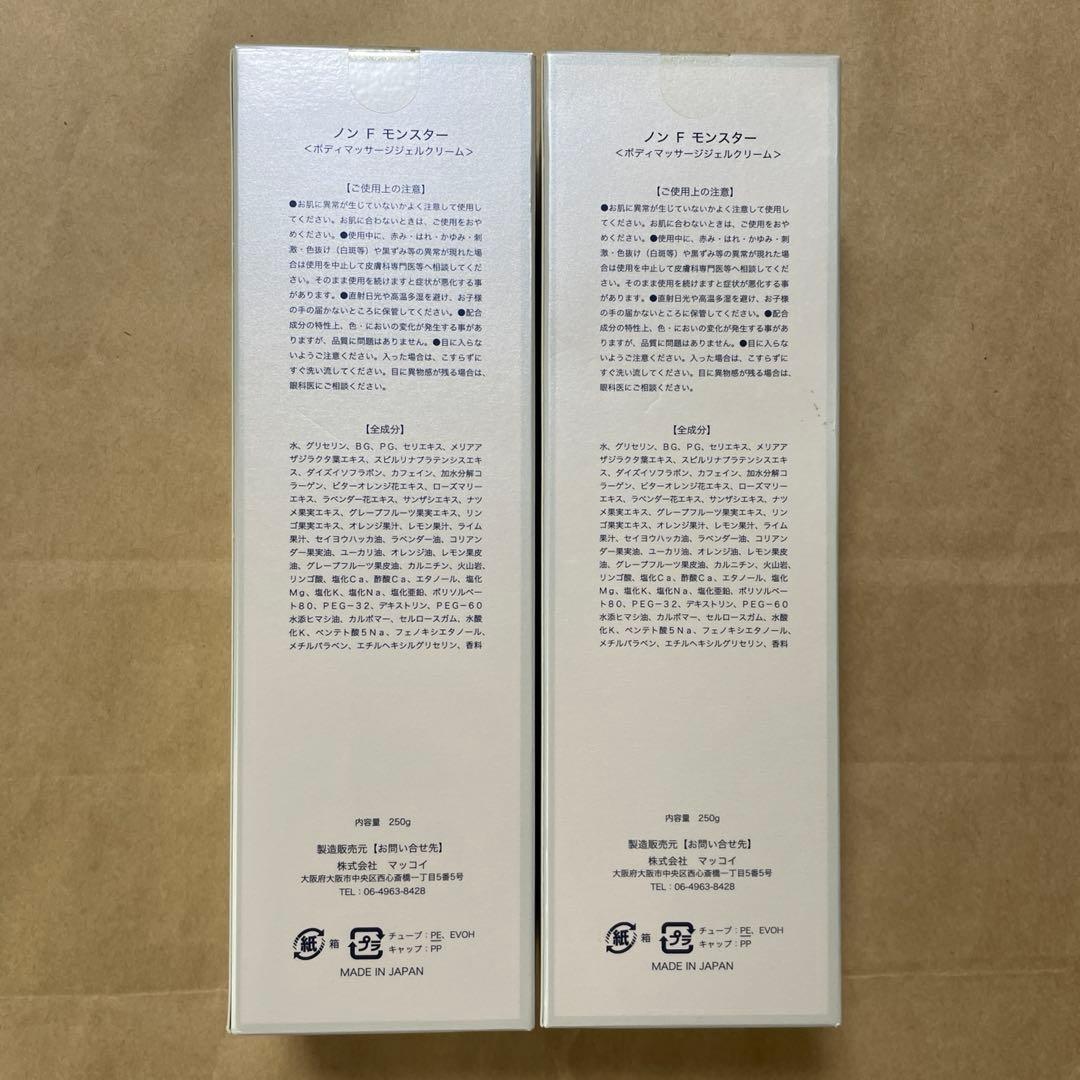 ノン F モンスター
＜ボディマッサージジェルクリーム＞
【ご使用上の注意】
●お肌に異常が生じていないかよく注意して使用し
てください。お肌に合わないときは、ご使用をおや
めください。●使用中に、赤み・はれ・かゆみ・刺
激・色抜け（白斑等）や黒ずみ等の異常が現れた場
合は使用を中止して皮膚科専門医等へ相談してくだ
さい。そのまま使用を続けますと症状が悪化する事
があります。●直射日光や高温多湿を避け、お子様
の手の届かないところに保管してください。●配合
成分の特性上、色・においの変化が発生する事があ
りますが、品質に問題はありません。●目に入らな
いようご注意ください。入った場合は、こすらずに
すぐ洗い流してください。目に異物感が残る場合は、
眼科医にご相談ください。
【全成分】
水、グリセリン、BG、PG、セリエキス、メリアア
ザジラクタ葉エキス、スピルリナプラテンシスエキ
ス、ダイズイソフラボン、カフェイン、加水分解コ
ラーゲン、ビターオレンジ花エキス、ローズマリー
エキス、ラベンダー花エキス、サンザシエキス、ナツ
メ果実エキス、グレープフルーツ果実エキス、リン
ゴ果実エキス、オレンジ果汁、レモン果汁、ライム
果汁、セイヨウハッカ油、ラベンダー油、コリアン
ダー果実油、ユーカリ油、オレンジ油、レモン果皮
油、グレープフルーツ果皮油、カルニチン、火山岩、
リンゴ酸、塩化Ca、酢酸Ca、エタノール、塩化
Mg、塩化K、塩化Na、塩化亜鉛、ポリソルベー
ト80、PEG－32、デキストリン、PEG－60
水添ヒマシ油、カルボマー、セルロースガム、水酸
化K、ペンテト酸5Na、フェノキシエタノール、
メチルパラベン、エチルヘキシルグリセリン、香料
内容量 250g
製造販売元【お問い合せ先】
株式会社 マッコイ
大阪府大阪市中央区西心斎橋一丁目5番5号
TEL：06-4963-8428
紙 箱 プラ チューブ：PE、EVOH
キャップ：PP
MADE IN JAPAN
ノン F モンスター
＜ボディマッサージジェルクリーム＞
【ご使用上の注意】
●お肌に異常が生じていないかよく注意して使用し
てください。お肌に合わないときは、ご使用をおや
めください。●使用中に、赤み・はれ・かゆみ・刺
激・色抜け（白斑等）や黒ずみ等の異常が現れた場
合は使用を中止して皮膚科専門医等へ相談してくだ
さい。そのまま使用を続けますと症状が悪化する事
があります。●直射日光や高温多湿を避け、お子様
の手の届かないところに保管してください。●配合
成分の特性上、色・においの変化が発生する事があ
りますが、品質に問題はありません。●目に入らな
いようご注意ください。入った場合は、こすらずに
すぐ洗い流してください。目に異物感が残る場合は、
眼科医にご相談ください。
【全成分】
水、グリセリン、BG、PG、セリエキス、メリアア
ザジラクタ葉エキス、スピルリナプラテンシスエキ
ス、ダイズイソフラボン、カフェイン、加水分解コ
ラーゲン、ビターオレンジ花エキス、ローズマリー
エキス、ラベンダー花エキス、サンザシエキス、ナツ
メ果実エキス、グレープフルーツ果実エキス、リン
ゴ果実エキス、オレンジ果汁、レモン果汁、ライム
果汁、セイヨウハッカ油、ラベンダー油、コリアン
ダー果実油、ユーカリ油、オレンジ油、レモン果皮
油、グレープフルーツ果皮油、カルニチン、火山岩、
リンゴ酸、塩化Ca、酢酸Ca、エタノール、塩化
Mg、塩化K、塩化Na、塩化亜鉛、ポリソルベー
ト80、PEG－32、デキストリン、PEG－60
水添ヒマシ油、カルボマー、セルロースガム、水酸
化K、ペンテト酸5Na、フェノキシエタノール、
メチルパラベン、エチルヘキシルグリセリン、香料
内容量 250g
製造販売元【お問い合せ先】
株式会社 マッコイ
大阪府大阪市中央区西心斎橋一丁目5番5号
TEL：06-4963-8428
紙 箱 プラ チューブ：PE、EVOH
キャップ：PP
MADE IN JAPAN